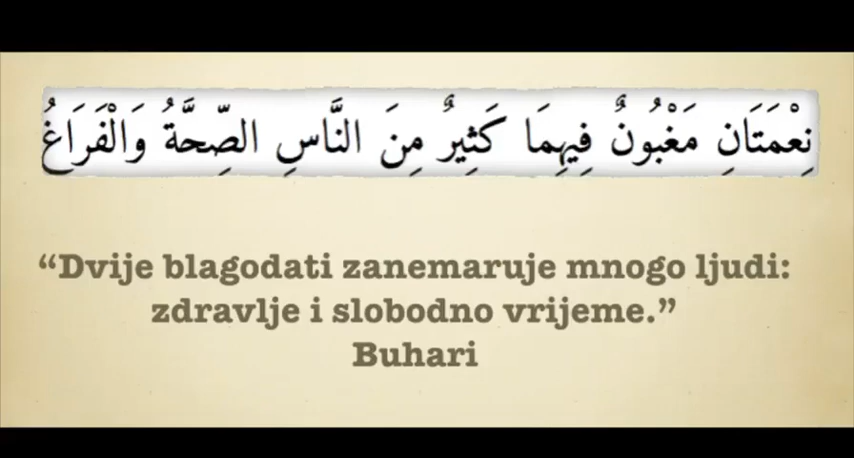 نِعْمَتَانِ مَغْبُونٌ فِيهِمَا كَثِيرٌ مِنَ النَّاسِ الصِّحَّةُ وَالْفَرَاغُ
“Dvije blagodati zanemaruje mnogo ljudi:
zdravlje i slobodno vrijeme.”
Buhari